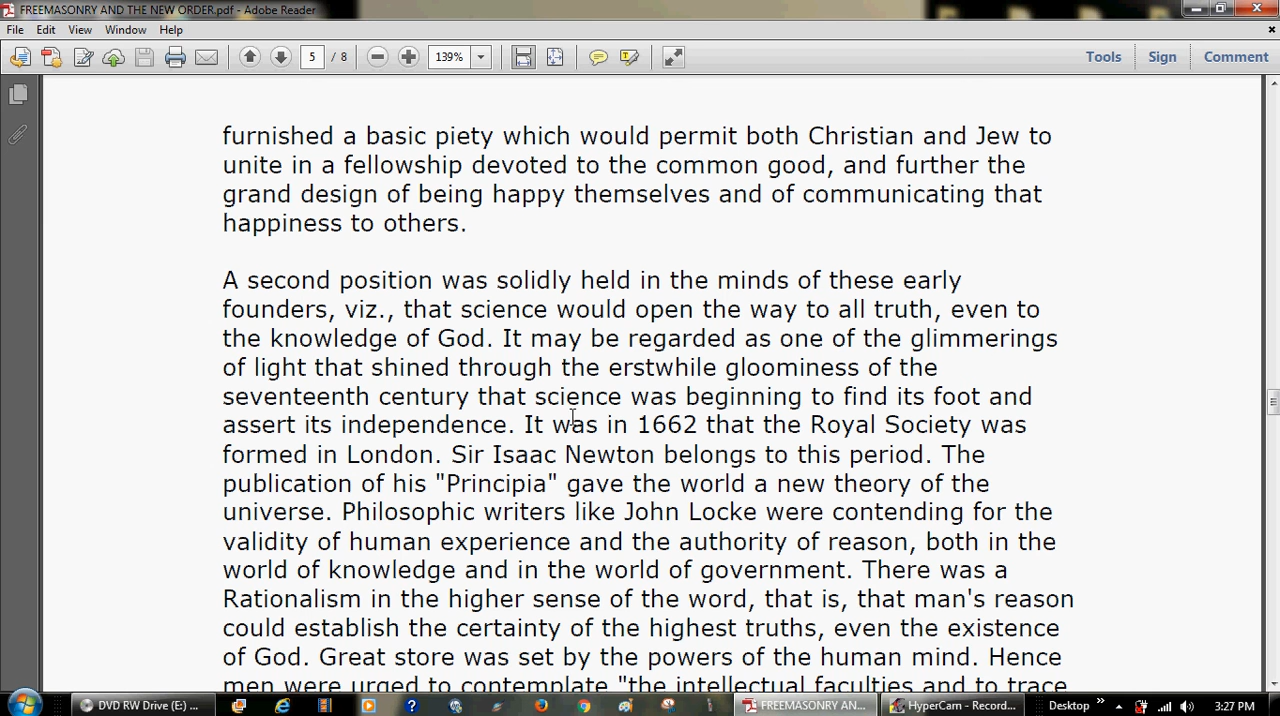 FREEMASONRY AND THE NEW ORDER.pdf - Adobe Reader
File Edit View Window Help
5 / 8 139% Tools Sign Comment
furnished a basic piety which would permit both Christian and Jew to
unite in a fellowship devoted to the common good, and further the
grand design of being happy themselves and of communicating that
happiness to others.
A second position was solidly held in the minds of these early
founders, viz., that science would open the way to all truth, even to
the knowledge of God. It may be regarded as one of the glimmerings
of light that shined through the erstwhile gloominess of the
seventeenth century that science was beginning to find its foot and
assert its independence. It was in 1662 that the Royal Society was
formed in London. Sir Isaac Newton belongs to this period. The
publication of his "Principia" gave the world a new theory of the
universe. Philosophic writers like John Locke were contending for the
validity of human experience and the authority of reason, both in the
world of knowledge and in the world of government. There was a
Rationalism in the higher sense of the word, that is, that man's reason
could establish the certainty of the highest truths, even the existence
of God. Great store was set by the powers of the human mind. Hence
men were urged to contemplate "the intellectual faculties and to trace
DVD RW Drive (E:) ... FREEMASONRY AN... HyperCam - Record... Desktop » 3:27 PM